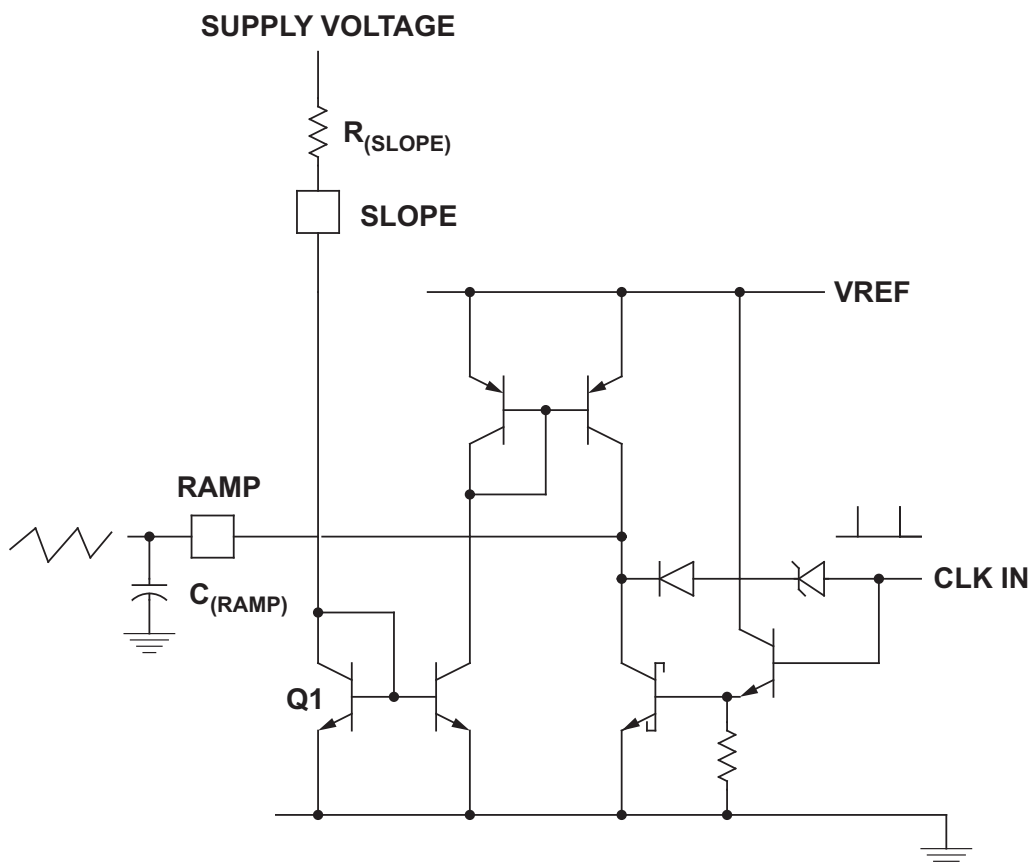 SUPPLY VOLTAGE
R(SLOPE)
SLOPE
VREF
RAMP
C(RAMP)
CLK IN
Q1